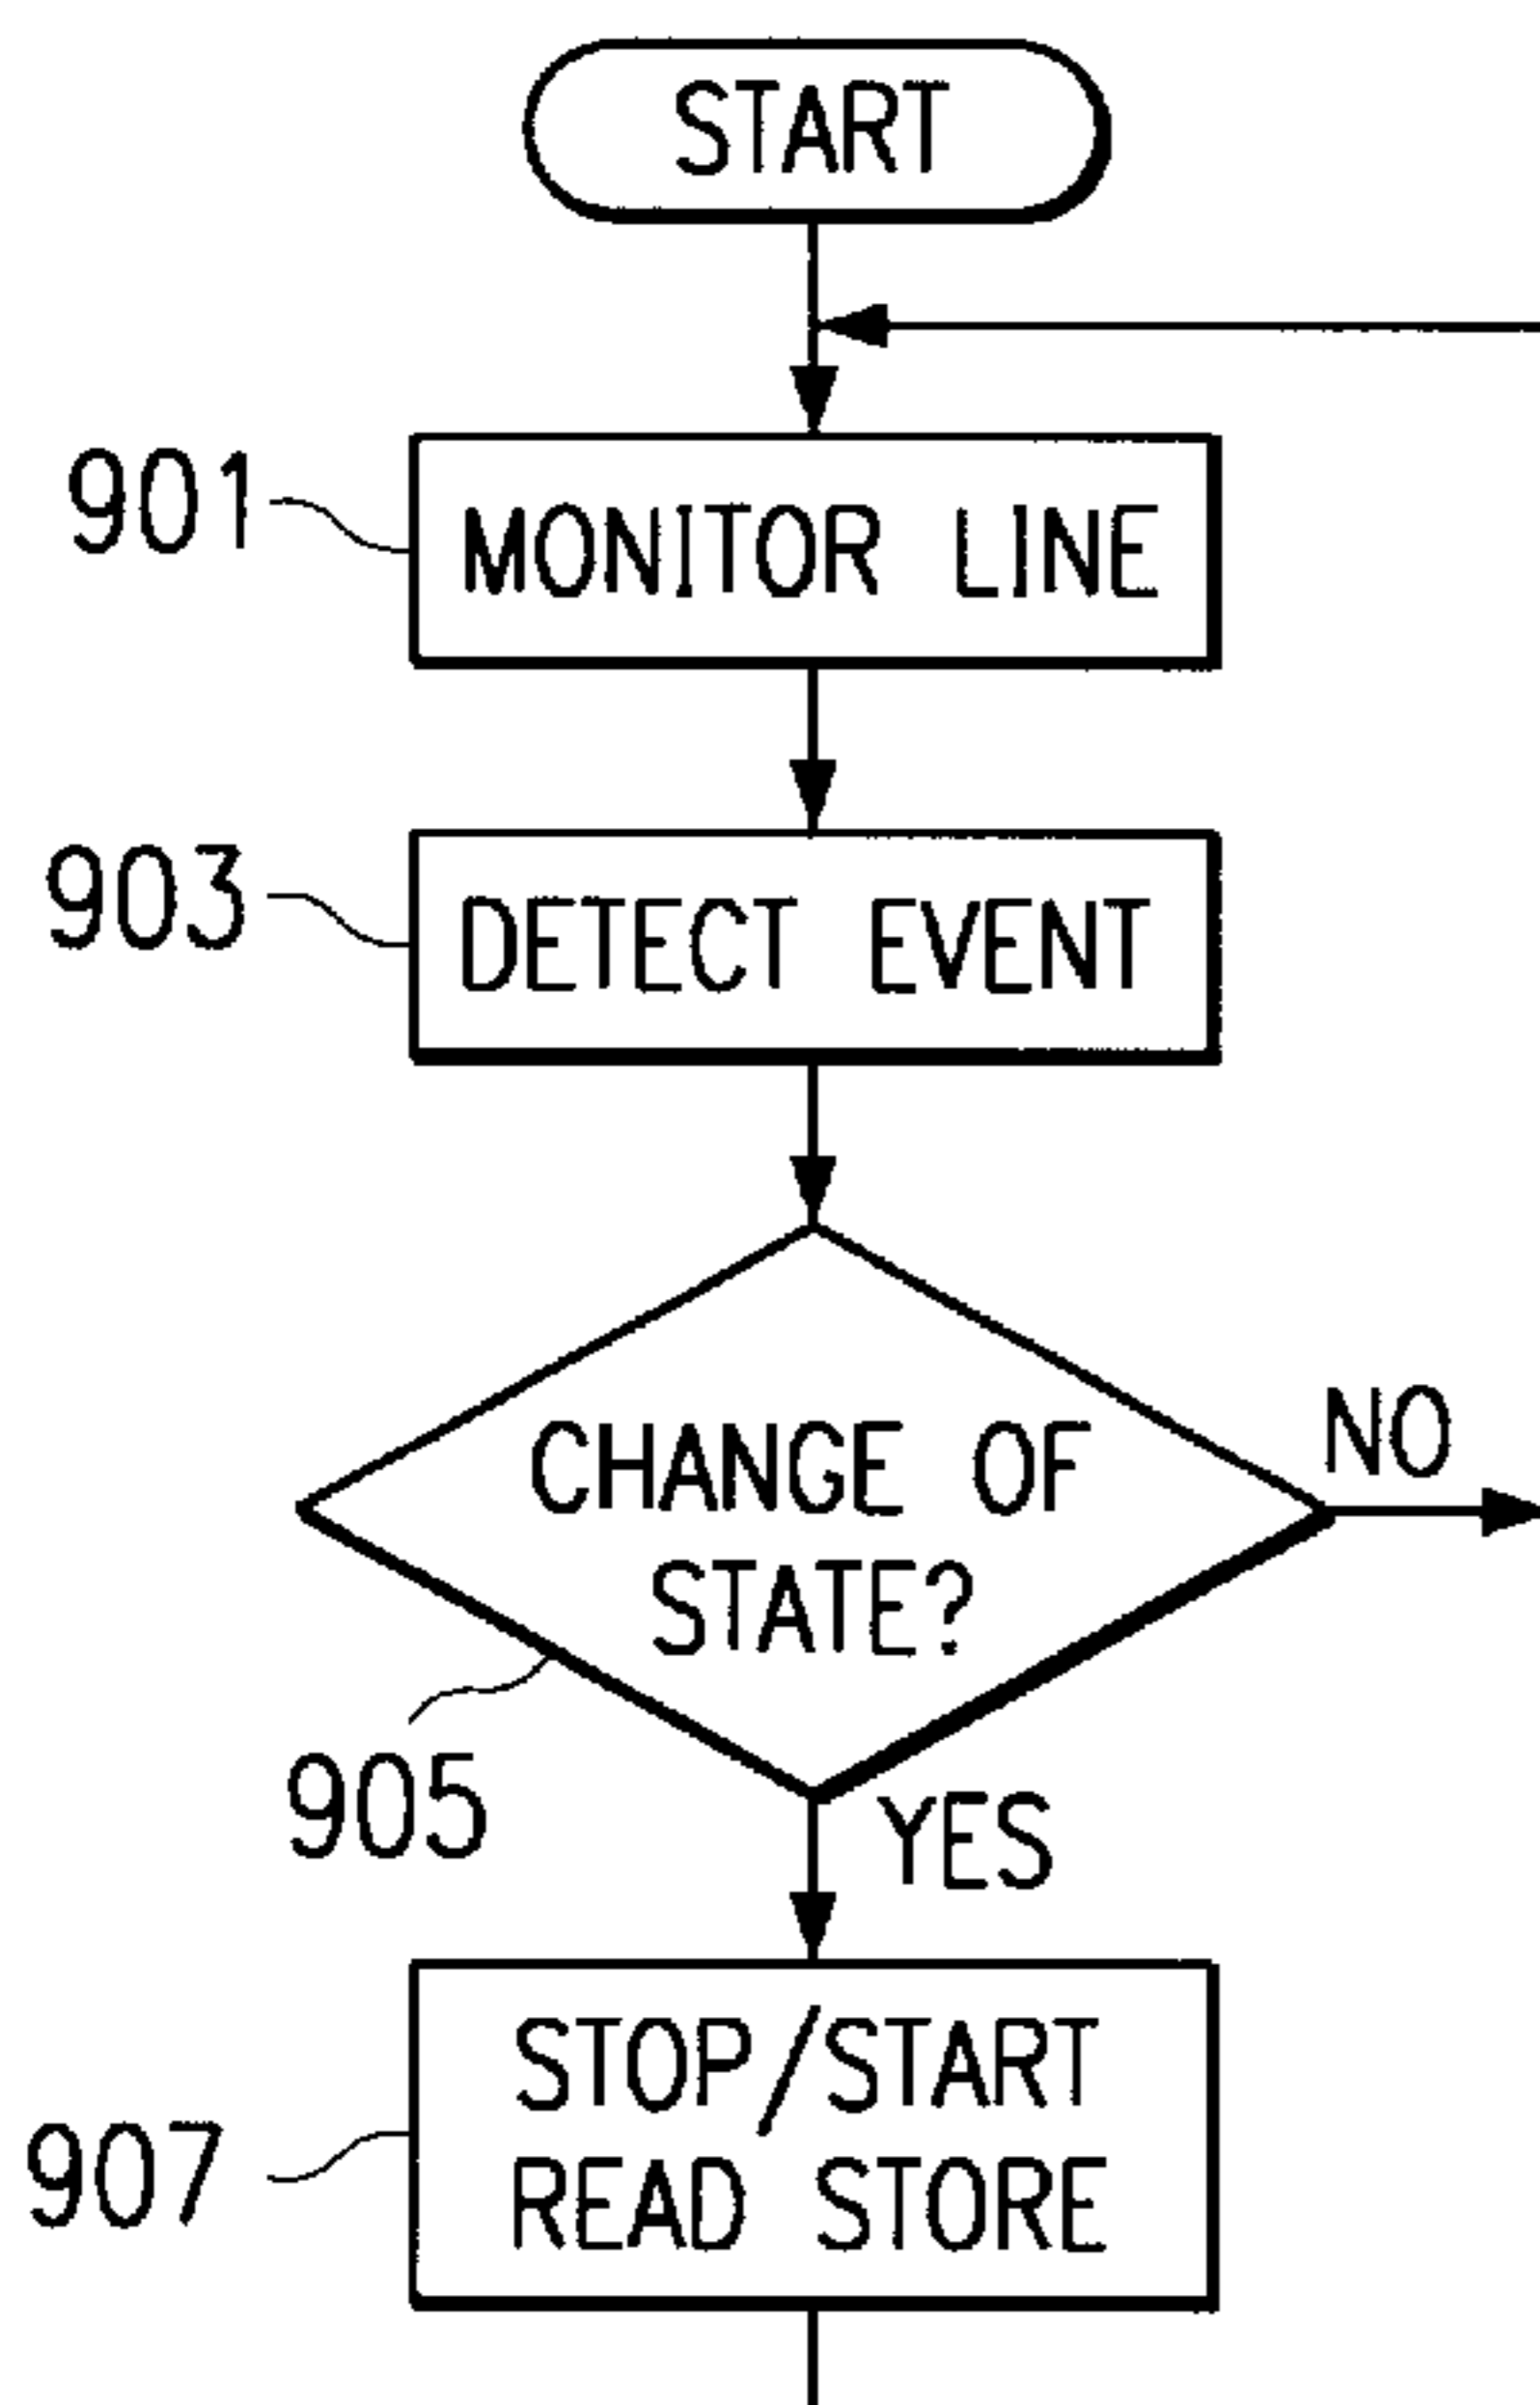 START
901
MONITOR LINE
903
DETECT EVENT
CHANGE OF
STATE?
NO
905
YES
907
STOP/START
READ STORE